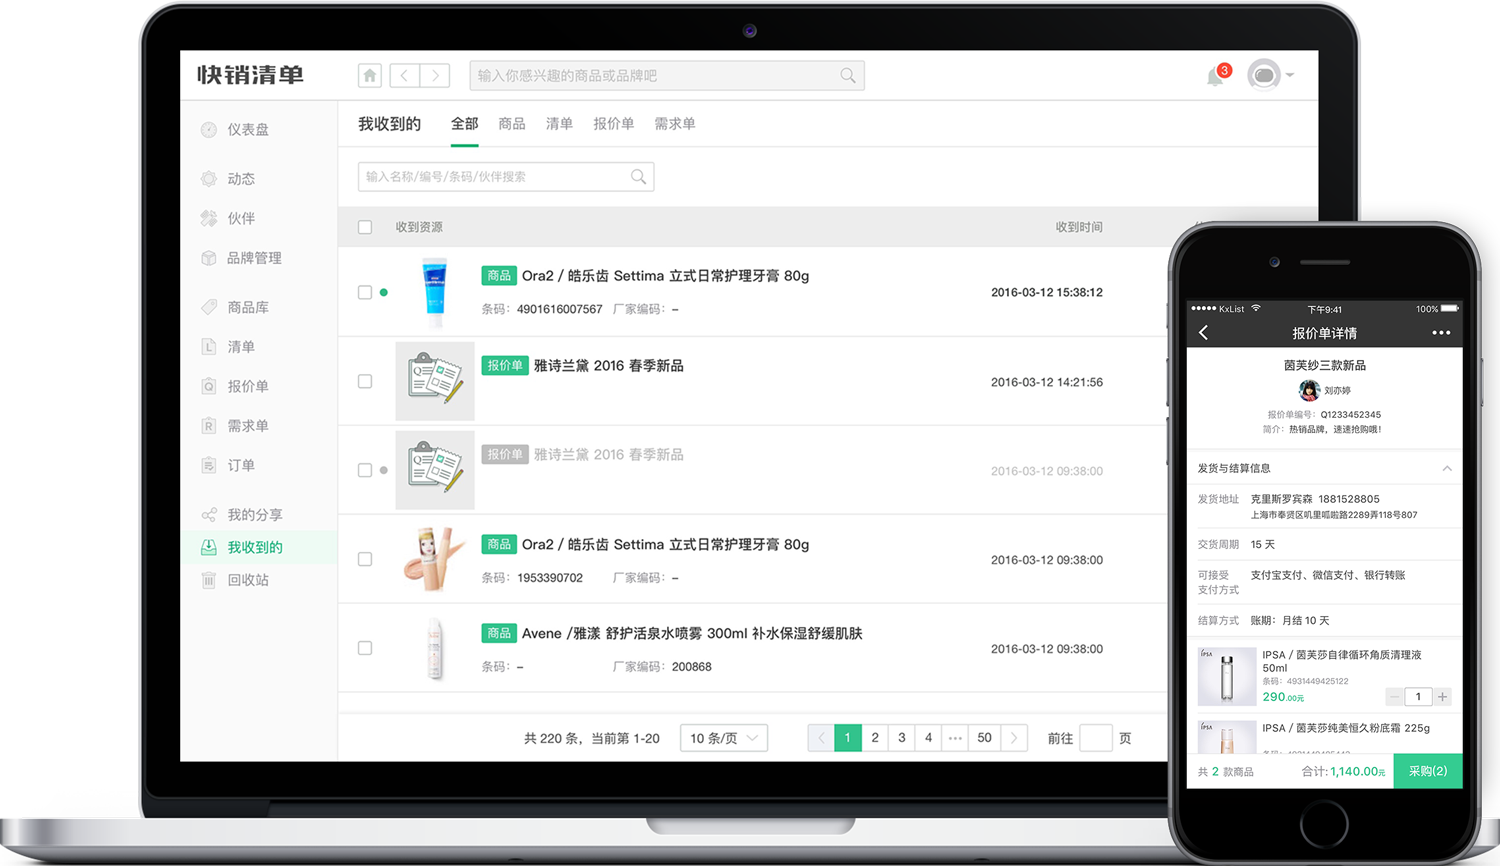 快销清单
输入你感兴趣的商品或品牌吧
3
仪表盘
动态
伙伴
品牌管理
商品库
清单
报价单
需求单
订单
我的分享
我收到的
回收站
我收到的 全部 商品 清单 报价单 需求单
输入名称/编号/条码/伙伴搜索
收到资源 收到时间
商品 Ora2 / 皓乐齿 Settima 立式日常护理牙膏 80g
条码： 4901616007567 厂家编码： –
2016-03-12 15:38:12
报价单 雅诗兰黛 2016 春季新品
2016-03-12 14:21:56
报价单 雅诗兰黛 2016 春季新品
2016-03-12 09:38:00
商品 Ora2 / 皓乐齿 Settima 立式日常护理牙膏 80g
条码： 1953390702 厂家编码： –
2016-03-12 09:38:00
商品 Avene /雅漾 舒护活泉水喷雾 300ml 补水保湿舒缓肌肤
条码： – 厂家编码： 200868
2016-03-12 09:38:00
共 220 条，当前第 1-20 10 条/页 1 2 3 4 ··· 50 前往 页
KxList 下午9:41 100%
报价单详情
茵芙纱三款新品
刘亦婷
报价单编号： Q1233452345
简介： 热销品牌，速速抢购哦！
发货与结算信息
发货地址 克里斯罗宾森 1881528805
上海市奉贤区叽里呱啦路2289弄118号807
交货周期 15 天
可接受
支付方式
支付宝支付、微信支付、银行转账
结算方式 账期：月结 10 天
IPSA
IPSA / 茵芙莎自律循环角质清理液
50ml
条码：4931449425122
290.00元
1
IPSA
IPSA / 茵芙莎纯美恒久粉底霜 225g
共 2 款商品 合计: 1,140.00元 采购(2)